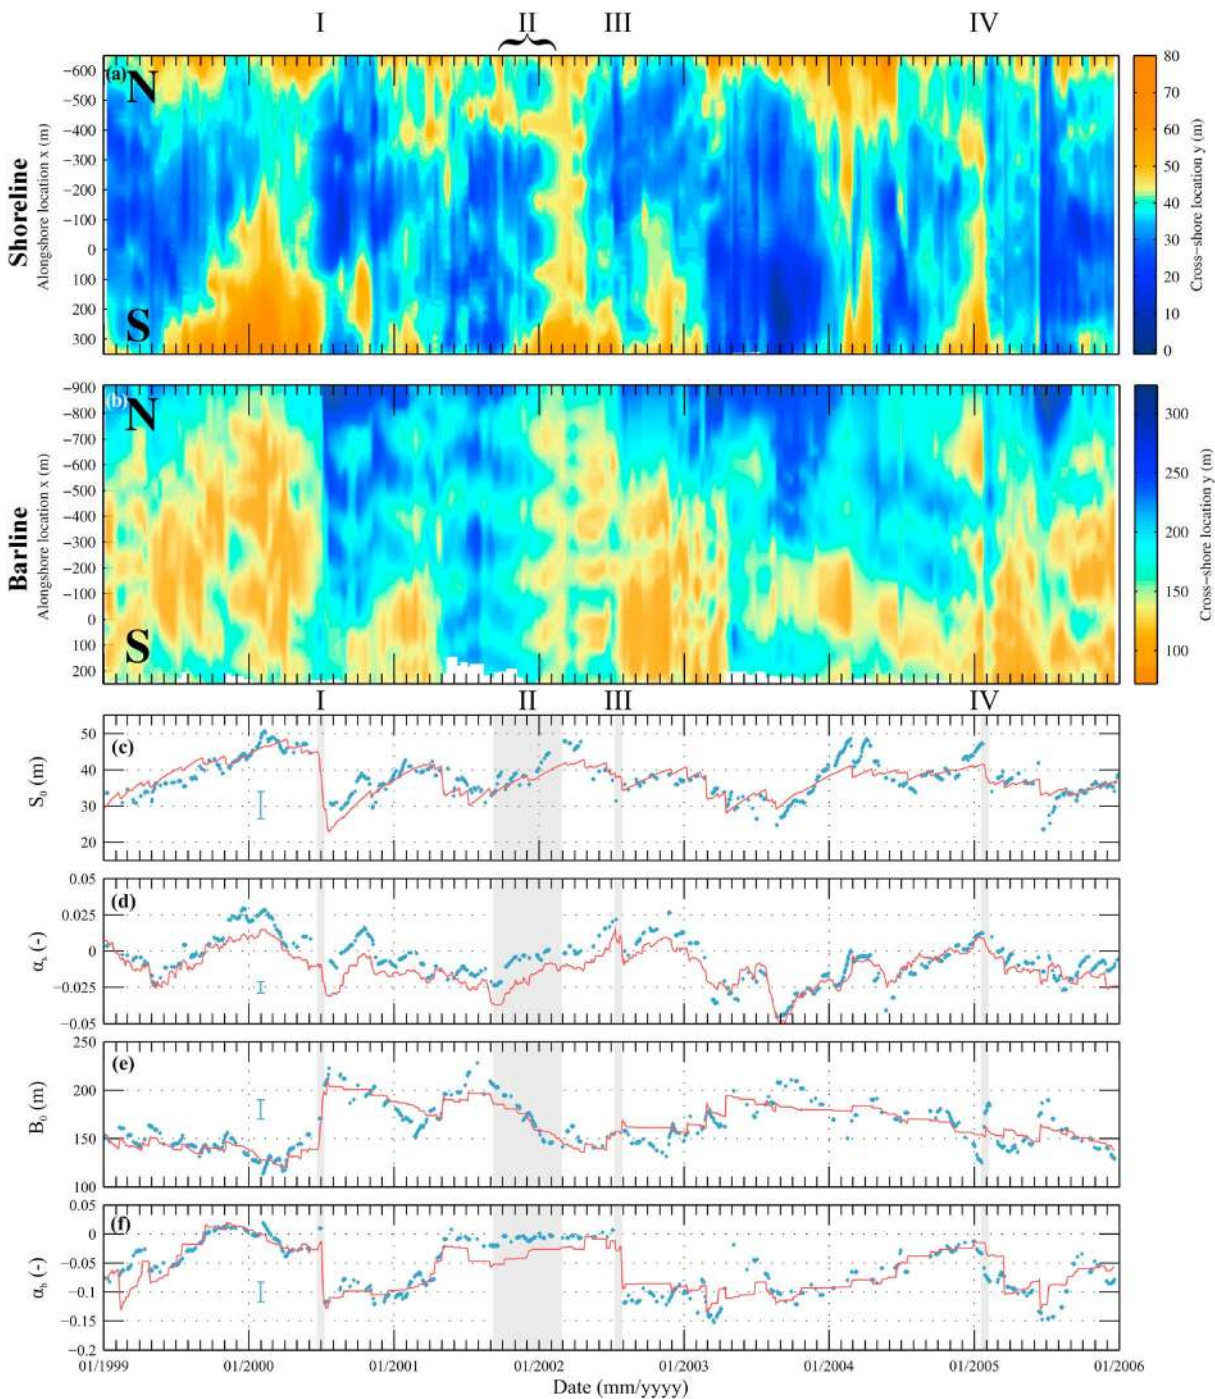 I II III IV
Shoreline
Alongshore location x (m)
(a) N
S
−600
−500
−400
−300
−200
−100
0
100
200
300
80
70
60
50
40
30
20
10
0
Cross−shore location y (m)
Barline
Alongshore location x (m)
(b) N
S
−900
−800
−700
−600
−500
−400
−300
−200
−100
0
100
200
300
250
200
150
100
Cross−shore location y (m)
I II III IV
(c)
S0 (m)
50
40
30
20
(d)
αs (-)
0.05
0.025
0
−0.025
−0.05
(e)
B0 (m)
250
200
150
100
(f)
αb (-)
0.05
0
−0.05
−0.1
−0.15
−0.2
01/1999 01/2000 01/2001 01/2002 01/2003 01/2004 01/2005 01/2006
Date (mm/yyyy)